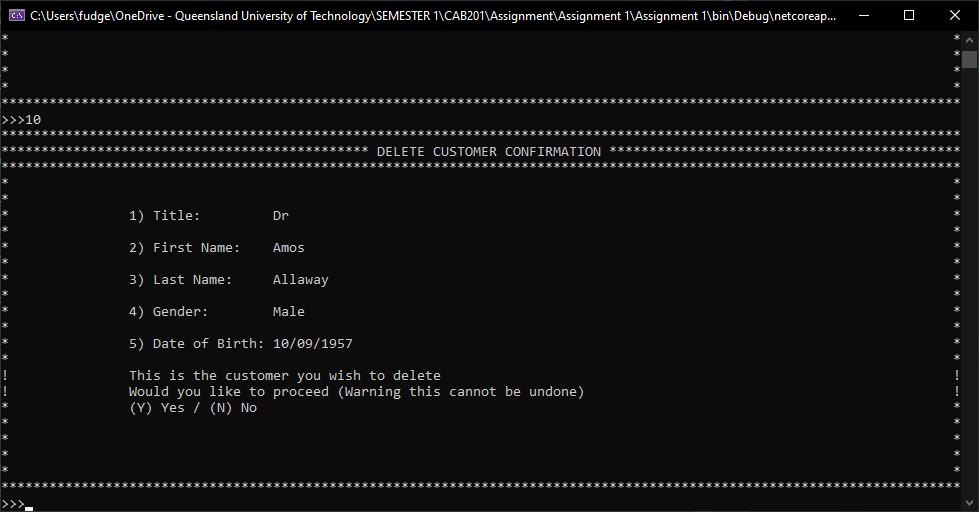 C:\Users\fudge\OneDrive - Queensland University of Technology\SEMESTER 1\CAB201\Assignment\Assignment 1\Assignment 1\bin\Debug\netcoreap...
* *
* *
* *
* *
************************************************************************************************************************
>>>10
************************************************************************************************************************
********************************************** DELETE CUSTOMER CONFIRMATION ********************************************
************************************************************************************************************************
* *
* *
* 1) Title: Dr *
* *
* 2) First Name: Amos *
* *
* 3) Last Name: Allaway *
* *
* 4) Gender: Male *
* *
* 5) Date of Birth: 10/09/1957 *
* *
! This is the customer you wish to delete !
! Would you like to proceed (Warning this cannot be undone) !
* (Y) Yes / (N) No *
* *
* *
* *
* *
************************************************************************************************************************
>>>